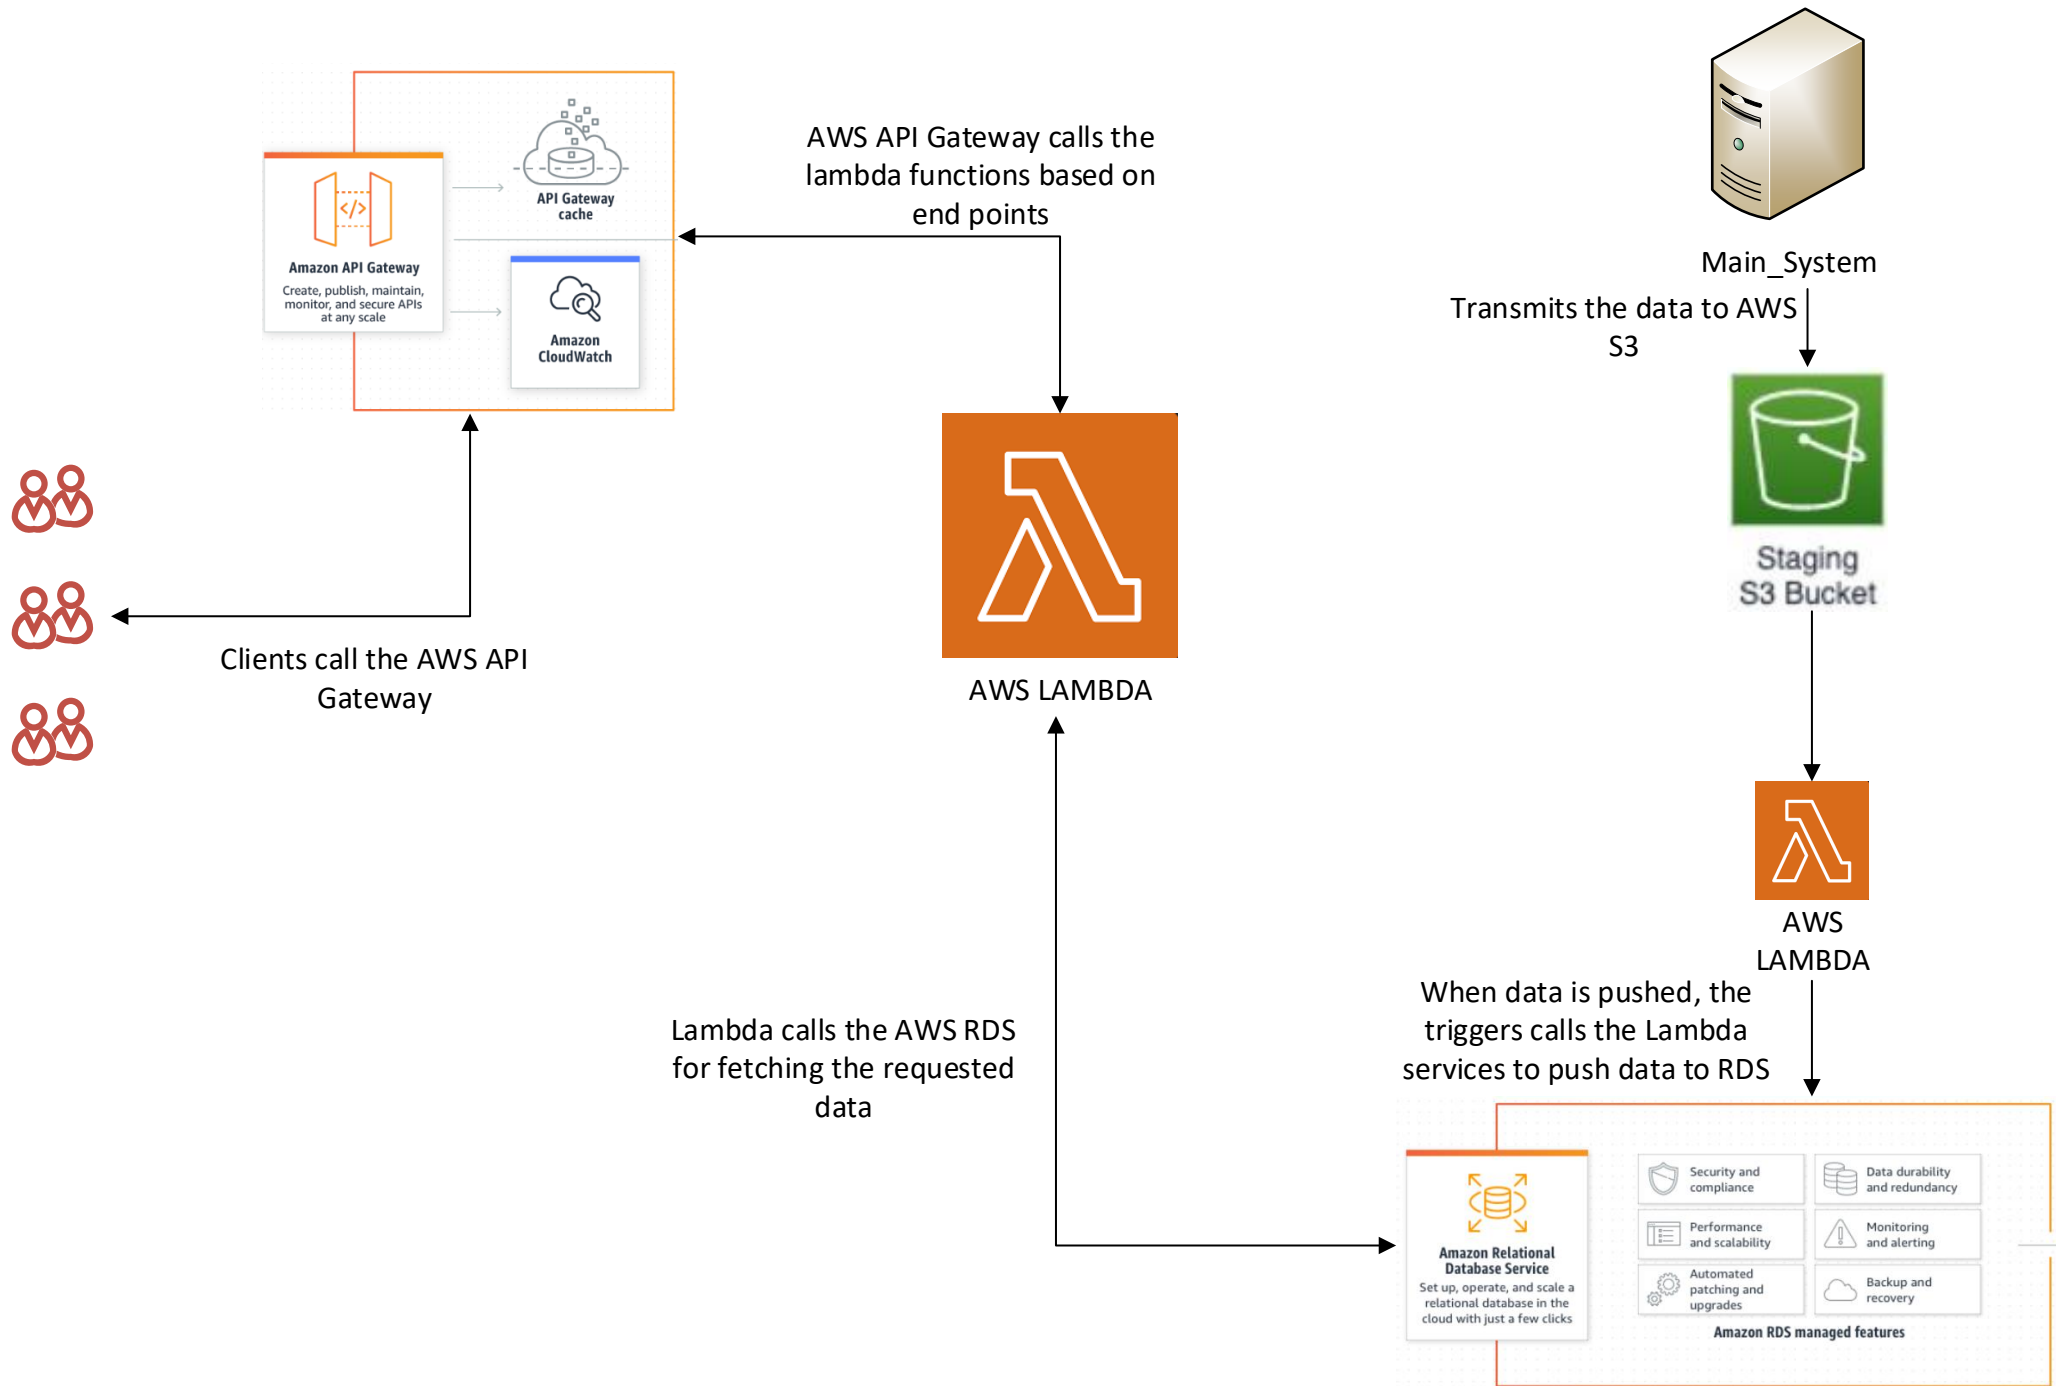 AWS API Gateway calls the
lambda functions based on
end points
API Gateway
cache
</>
Amazon API Gateway
Create, publish, maintain,
monitor, and secure APIs
at any scale
Amazon
CloudWatch
Main_System
Transmits the data to AWS
S3
Staging
S3 Bucket
Clients call the AWS API
Gateway
AWS LAMBDA
AWS
LAMBDA
When data is pushed, the
triggers calls the Lambda
services to push data to RDS
Lambda calls the AWS RDS
for fetching the requested
data
Amazon Relational
Database Service
Set up, operate, and scale a
relational database in the
cloud with just a few clicks
Security and
compliance
Data durability
and redundancy
Performance
and scalability
Monitoring
and alerting
Automated
patching and
upgrades
Backup and
recovery
Amazon RDS managed features